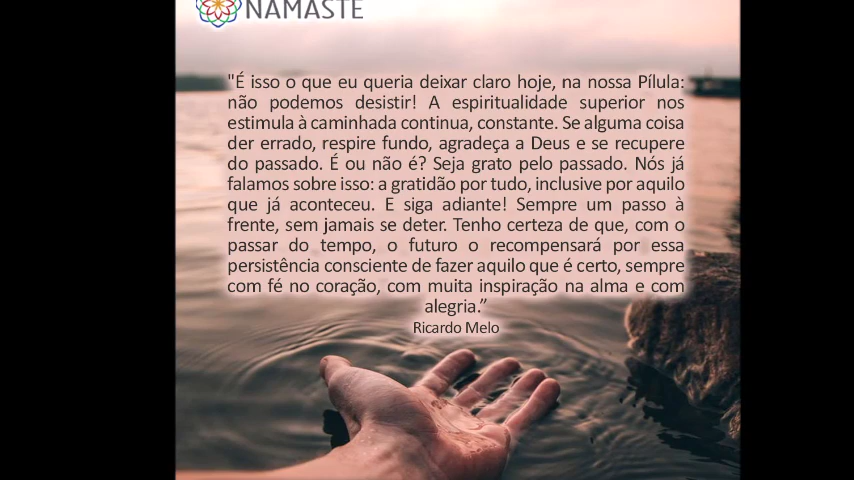 NAMASTÊ
"É isso o que eu queria deixar claro hoje, na nossa Pílula:
não podemos desistir! A espiritualidade superior nos
estimula à caminhada continua, constante. Se alguma coisa
der errado, respire fundo, agradeça a Deus e se recupere
do passado. É ou não é? Seja grato pelo passado. Nós já
falamos sobre isso: a gratidão por tudo, inclusive por aquilo
que já aconteceu. E siga adiante! Sempre um passo à
frente, sem jamais se deter. Tenho certeza de que, com o
passar do tempo, o futuro o recompensará por essa
persistência consciente de fazer aquilo que é certo, sempre
com fé no coração, com muita inspiração na alma e com
alegria.”
Ricardo Melo